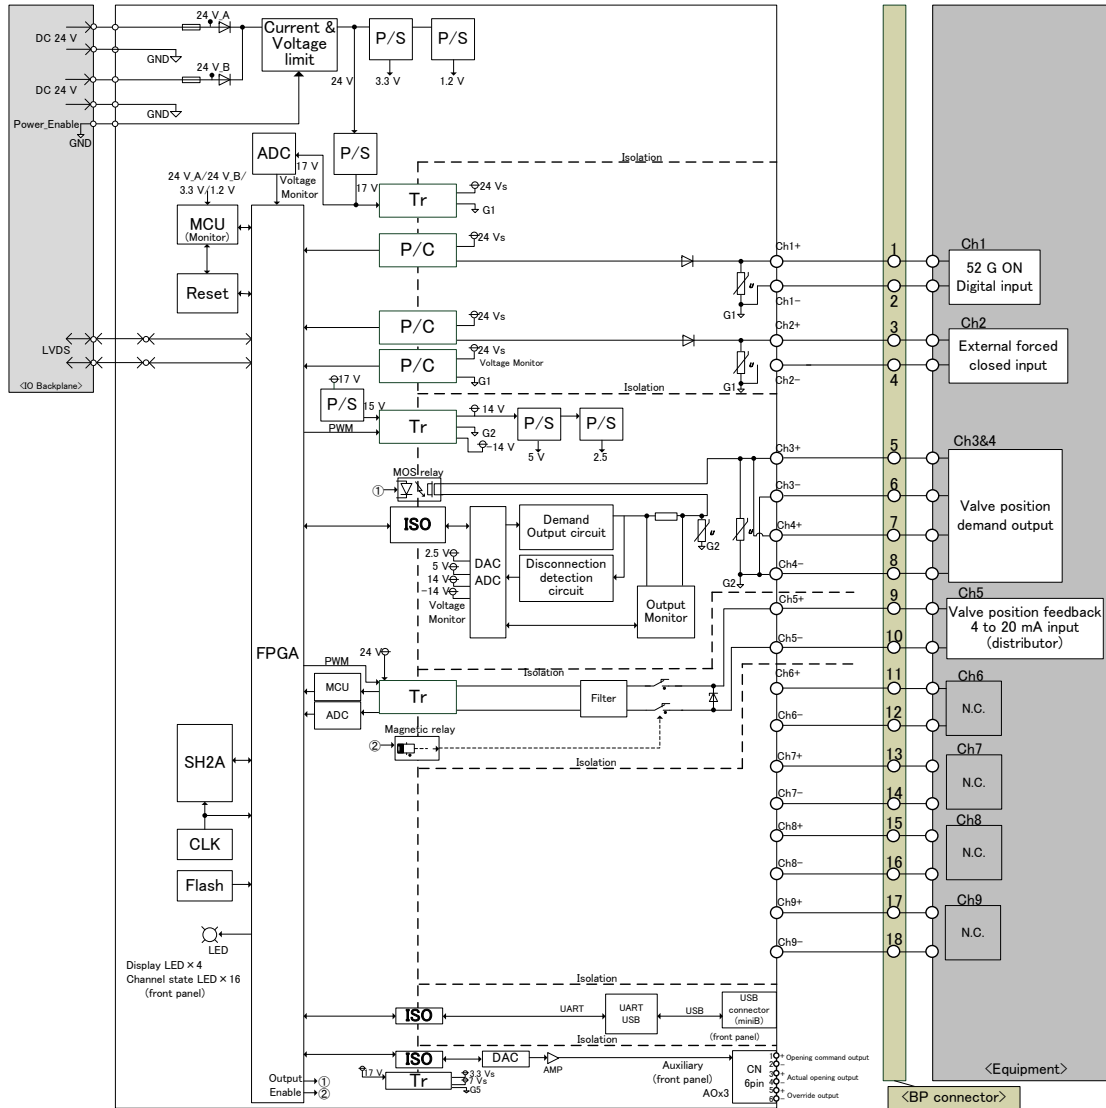 24 V_A
DC 24 V
GND
24 V_B
DC 24 V
GND
Power_Enable
GND
Current &
Voltage
limit
P/S
P/S
3.3 V
1.2 V
24 V
ADC
17 V
P/S
Voltage
Monitor
17 V
24 V_A/24 V_B/
3.3 V/1.2 V
MCU
(Monitor)
Reset
LVDS
<IO Backplane>
Isolation
Tr
24 Vs
G1
P/C
24 Vs
G1
Ch1+
Ch1-
1
2
Ch1
52 G ON
Digital input
P/C
24 Vs
P/C
24 Vs
Voltage Monitor
G1
G1
Ch2+
Ch2-
3
4
Ch2
External forced
closed input
Isolation
17 V
P/S
15 V
PWM
Tr
14 V
G2
-14 V
P/S
P/S
5 V
2.5
MOS relay
①
ISO
2.5 V
5 V
14 V
-14 V
Voltage
Monitor
DAC
ADC
Demand
Output circuit
Disconnection
detection
circuit
Output
Monitor
G2
G2
Ch3+
Ch3-
Ch4+
Ch4-
5
6
7
8
Ch3&4
Valve position
demand output
Ch5+
Ch5-
9
10
Ch5
Valve position feedback
4 to 20 mA input
(distributor)
FPGA
24 V
PWM
MCU
ADC
Tr
Isolation
Filter
Magnetic relay
②
Isolation
Ch6+
Ch6-
11
12
Ch6
N.C.
Ch7+
Ch7-
13
14
Ch7
N.C.
Ch8+
Ch8-
15
16
Ch8
N.C.
Ch9+
Ch9-
17
18
Ch9
N.C.
SH2A
CLK
Flash
LED
Display LED×4
Channel state LED×16
(front panel)
Isolation
ISO
UART
UART
USB
USB
USB
connector
(miniB)
(front panel)
Isolation
ISO
DAC
AMP
Auxiliary
(front panel)
AOx3
CN
6pin
1 + Opening command output
2 -
3 + Actual opening output
4 -
5 + Override output
6 -
17 V
Tr
3.3 Vs
7 Vs
G5
Output
Enable
①
②
<BP connector>
<Equipment>